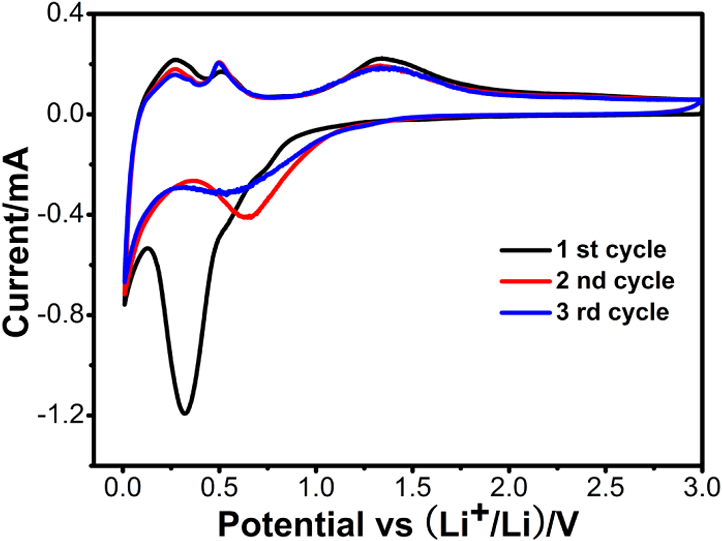 0.4
0.0
-0.4
-0.8
-1.2
Current/mA
1 st cycle
2 nd cycle
3 rd cycle
0.0 0.5 1.0 1.5 2.0 2.5 3.0
Potential vs (Li+/Li)/V